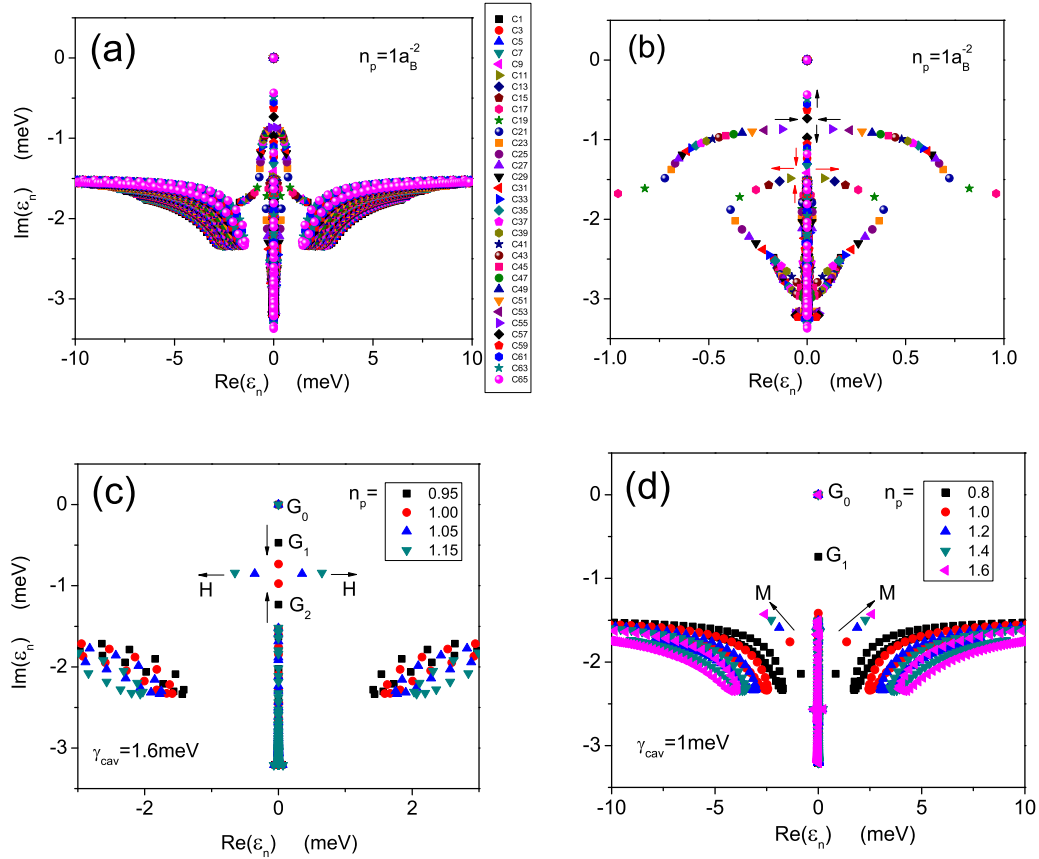 (a)
n_p=1a_B^-2
Im(ε_n) (meV)
0
-1
-2
-3
-10 -5 0 5 10
Re(ε_n) (meV)
C1
C3
C5
C7
C9
C11
C13
C15
C17
C19
C21
C23
C25
C27
C29
C31
C33
C35
C37
C39
C41
C43
C45
C47
C49
C51
C53
C55
C57
C59
C61
C63
C65
(b)
n_p=1a_B^-2
0
-1
-2
-3
-1.0 -0.5 0.0 0.5 1.0
Re(ε_n) (meV)
(c)
n_p=
0.95
1.00
1.05
1.15
G_0
G_1
H H
G_2
γ_cav=1.6meV
Im(ε_n) (meV)
0
-1
-2
-3
-2 0 2
Re(ε_n) (meV)
(d)
n_p=
0.8
1.0
1.2
1.4
1.6
G_0
G_1
M M
γ_cav=1meV
0
-1
-2
-3
-10 -5 0 5 10
Re(ε_n) (meV)